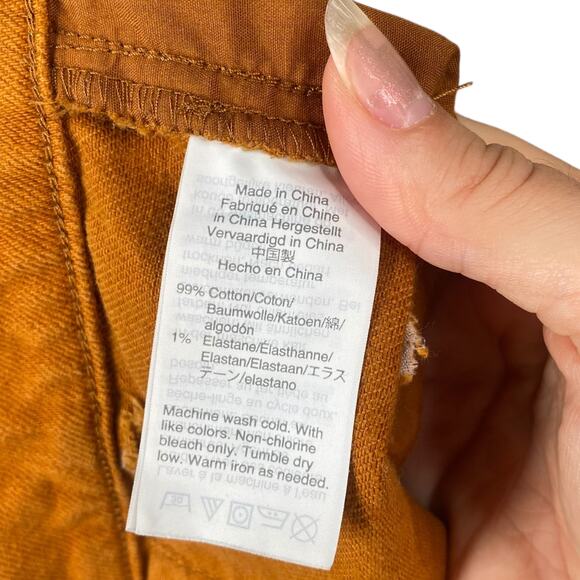 Made in China
Fabriqué en Chine
in China Hergestellt
Vervaardigd in China
中国製
Hecho en China
99% Cotton/Coton/
Baumwolle/Katoen/綿/
algodón
1% Elastane/Elasthanne/
Elastan/Elastaan/エラス
テーン/elastano
Machine wash cold. With
like colors. Non-chlorine
bleach only. Tumble dry
low. Warm iron as needed.
30